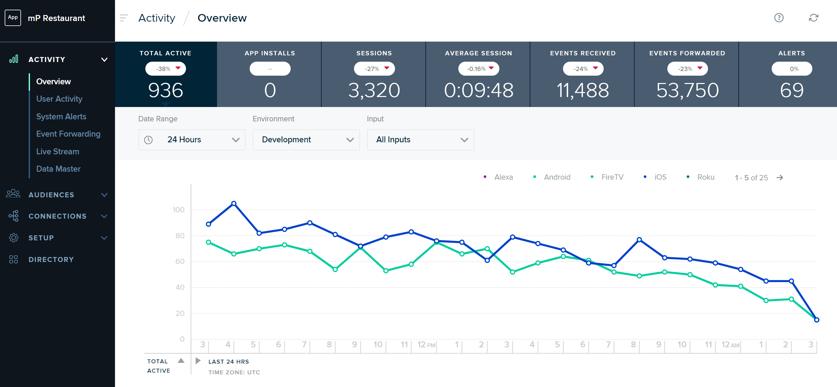 App mP Restaurant
Activity / Overview
ACTIVITY
Overview
User Activity
System Alerts
Event Forwarding
Live Stream
Data Master
AUDIENCES
CONNECTIONS
SETUP
DIRECTORY
TOTAL ACTIVE
-38%
936
APP INSTALLS
--
0
SESSIONS
-27%
3,320
AVERAGE SESSION
-0.16%
0:09:48
EVENTS RECEIVED
-24%
11,488
EVENTS FORWARDED
-23%
53,750
ALERTS
0%
69
Date Range
24 Hours
Environment
Development
Input
All Inputs
Alexa Android FireTV iOS Roku 1 - 5 of 25 →
100
80
60
40
20
0
3 4 5 6 7 8 9 10 11 12 PM 1 2 3 4 5 6 7 8 9 10 11 12 AM 1 2 3
TOTAL ACTIVE
LAST 24 HRS
TIME ZONE: UTC